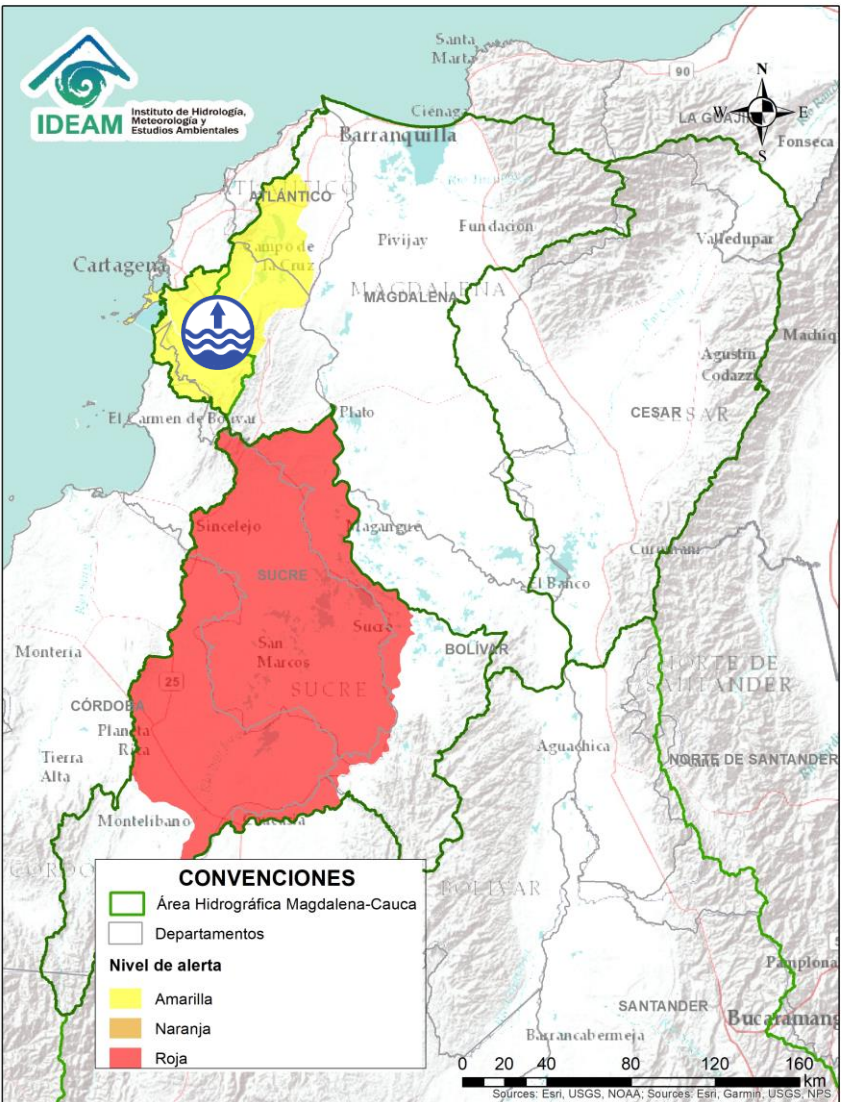 IDEAM
Instituto de Hidrología,
Meteorología y
Estudios Ambientales
Santa
Marta
90
N
W
E
S
Ciénaga
Barranquilla
LA GUAJIRA
Fonseca
ATLÁNTICO
Campo de
la Cruz
Pivijay
Fundación
Valledupar
Cartagena
MAGDALENA
MAGDALENA
Agustín
Codazzi
Machiq
El Carmen de Bolívar
Plato
CESAR
CESAR
Sincelejo
Magangue
Curumaní
SUCRE
El Banco
Sucre
San
Marcos
BOLÍVAR
Montería
25
SUCRE
NORTE DE
SANTANDER
CÓRDOBA
Planeta
Rica
Aguachica
Tierra
Alta
NORTE DE SANTANDER
Montelíbano
Caucasia
BOLÍVAR
CONVENCIONES
Área Hidrográfica Magdalena-Cauca
Departamentos
Nivel de alerta
Amarilla
Naranja
Roja
Pamplona
SANTANDER
Bucaramang
Barrancabermeja
0 20 40 80 120 160
km
Sources: Esri, USGS, NOAA; Sources: Esri, Garmin, USGS, NPS